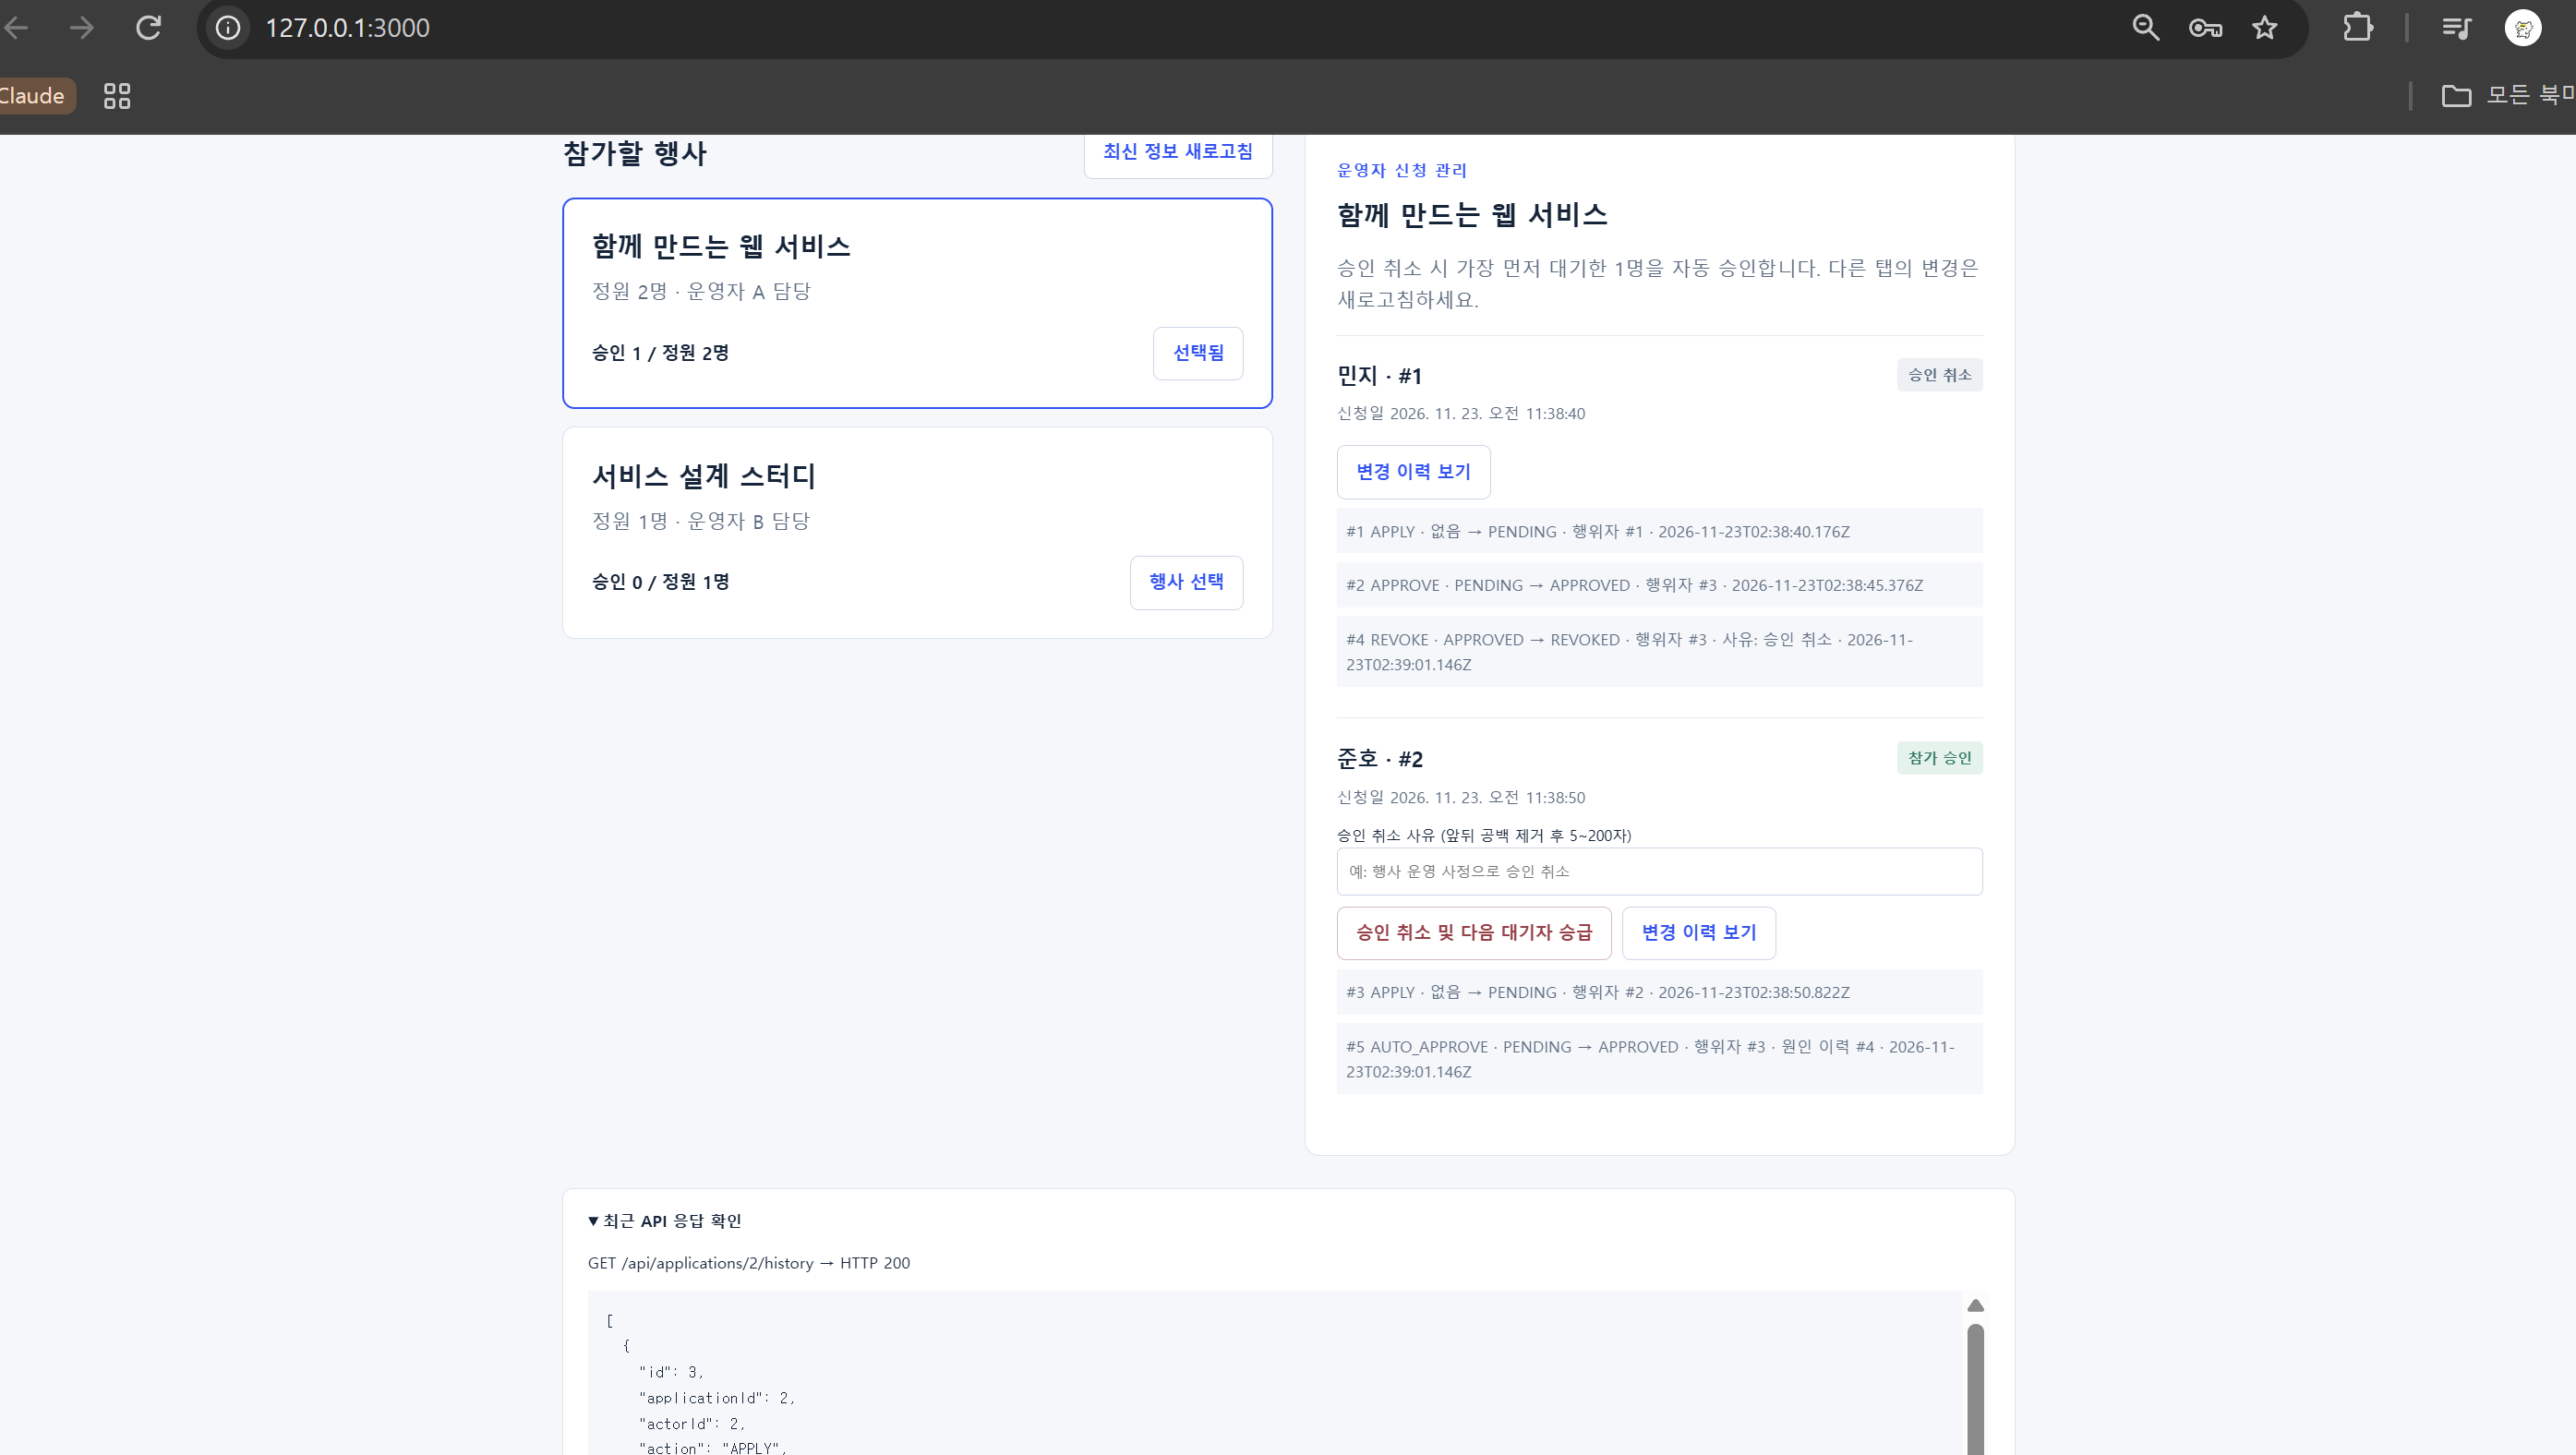 127.0.0.1:3000
Claude
모든 북
참가할 행사
최신 정보 새로고침
함께 만드는 웹 서비스
정원 2명 · 운영자 A 담당
승인 1 / 정원 2명
선택됨
서비스 설계 스터디
정원 1명 · 운영자 B 담당
승인 0 / 정원 1명
행사 선택
운영자 신청 관리
함께 만드는 웹 서비스
승인 취소 시 가장 먼저 대기한 1명을 자동 승인합니다. 다른 탭의 변경은
새로고침하세요.
민지 · #1
승인 취소
신청일 2026. 11. 23. 오전 11:38:40
변경 이력 보기
#1 APPLY · 없음 → PENDING · 행위자 #1 · 2026-11-23T02:38:40.176Z
#2 APPROVE · PENDING → APPROVED · 행위자 #3 · 2026-11-23T02:38:45.376Z
#4 REVOKE · APPROVED → REVOKED · 행위자 #3 · 사유: 승인 취소 · 2026-11-
23T02:39:01.146Z
준호 · #2
참가 승인
신청일 2026. 11. 23. 오전 11:38:50
승인 취소 사유 (앞뒤 공백 제거 후 5~200자)
예: 행사 운영 사정으로 승인 취소
승인 취소 및 다음 대기자 승급
변경 이력 보기
#3 APPLY · 없음 → PENDING · 행위자 #2 · 2026-11-23T02:38:50.822Z
#5 AUTO_APPROVE · PENDING → APPROVED · 행위자 #3 · 원인 이력 #4 · 2026-11-
23T02:39:01.146Z
▼ 최근 API 응답 확인
GET /api/applications/2/history → HTTP 200
[
{
"id": 3,
"applicationId": 2,
"actorId": 2,
"action": "APPLY",